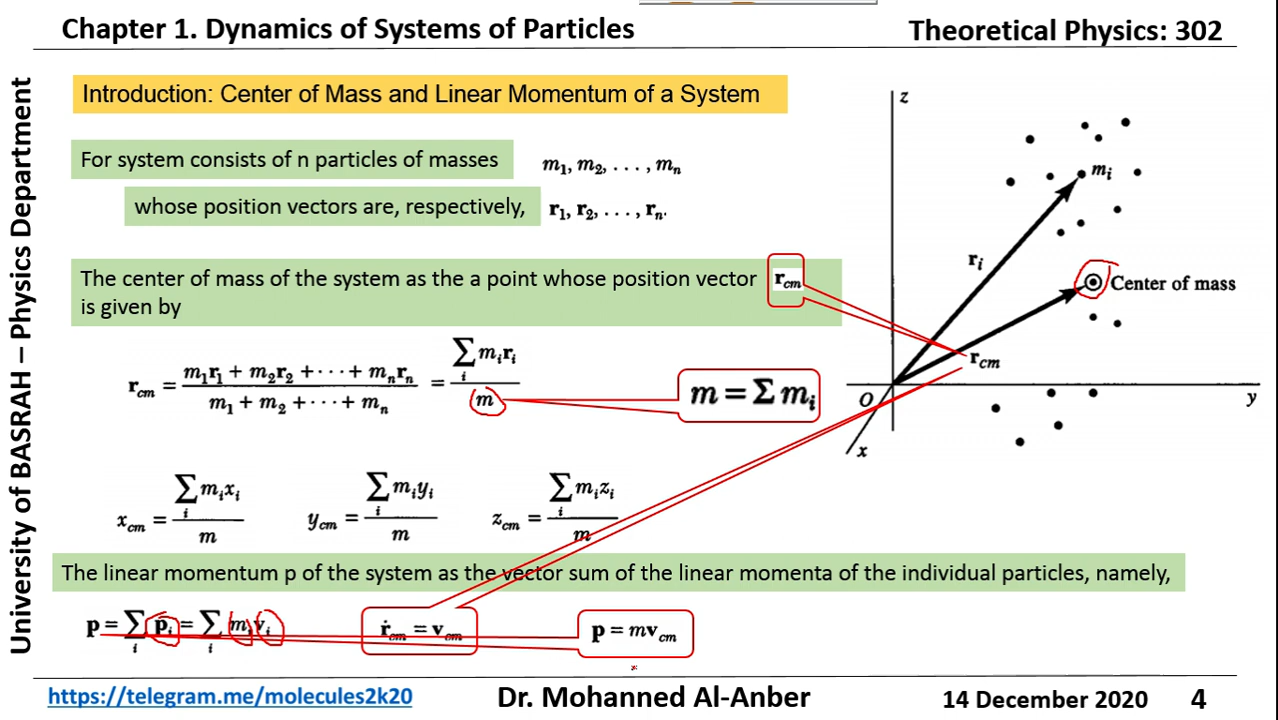 Chapter 1. Dynamics of Systems of Particles
Theoretical Physics: 302
University of BASRAH – Physics Department
Introduction: Center of Mass and Linear Momentum of a System
For system consists of n particles of masses m₁, m₂, . . . , mₙ
whose position vectors are, respectively, r₁, r₂, . . . , rₙ.
The center of mass of the system as the a point whose position vector r_cm
is given by
r_cm = (m₁r₁ + m₂r₂ + · · · + mₙrₙ) / (m₁ + m₂ + · · · + mₙ) = (∑_i mᵢrᵢ) / m
m = Σ mᵢ
x_cm = (∑_i mᵢxᵢ) / m
y_cm = (∑_i mᵢyᵢ) / m
z_cm = (∑_i mᵢzᵢ) / m
z
mᵢ
rᵢ
Center of mass
r_cm
O
y
x
The linear momentum p of the system as the vector sum of the linear momenta of the individual particles, namely,
p = ∑_i pᵢ = ∑_i mᵢvᵢ
ṙ_cm = v_cm
p = mv_cm
https://telegram.me/molecules2k20
Dr. Mohanned Al-Anber
14 December 2020
4